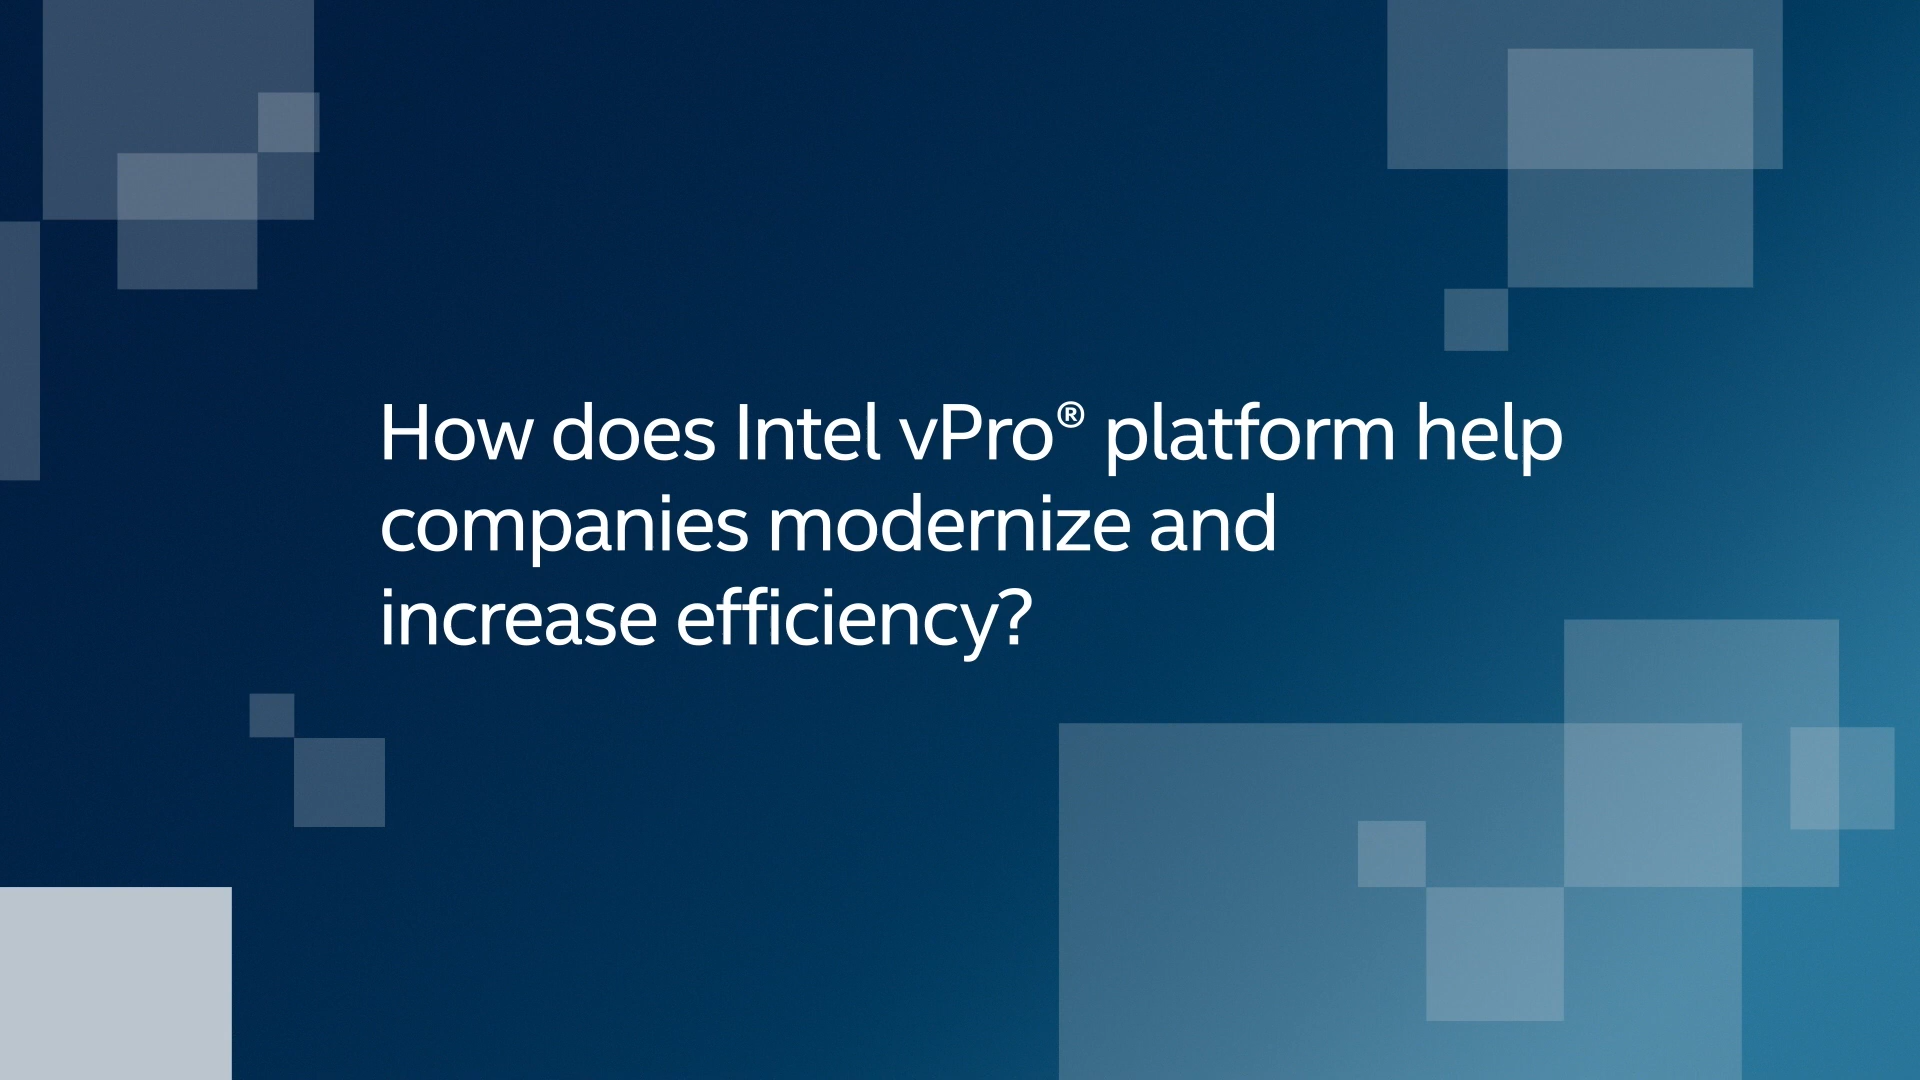 How does Intel vPro® platform help
companies modernize and
increase efficiency?